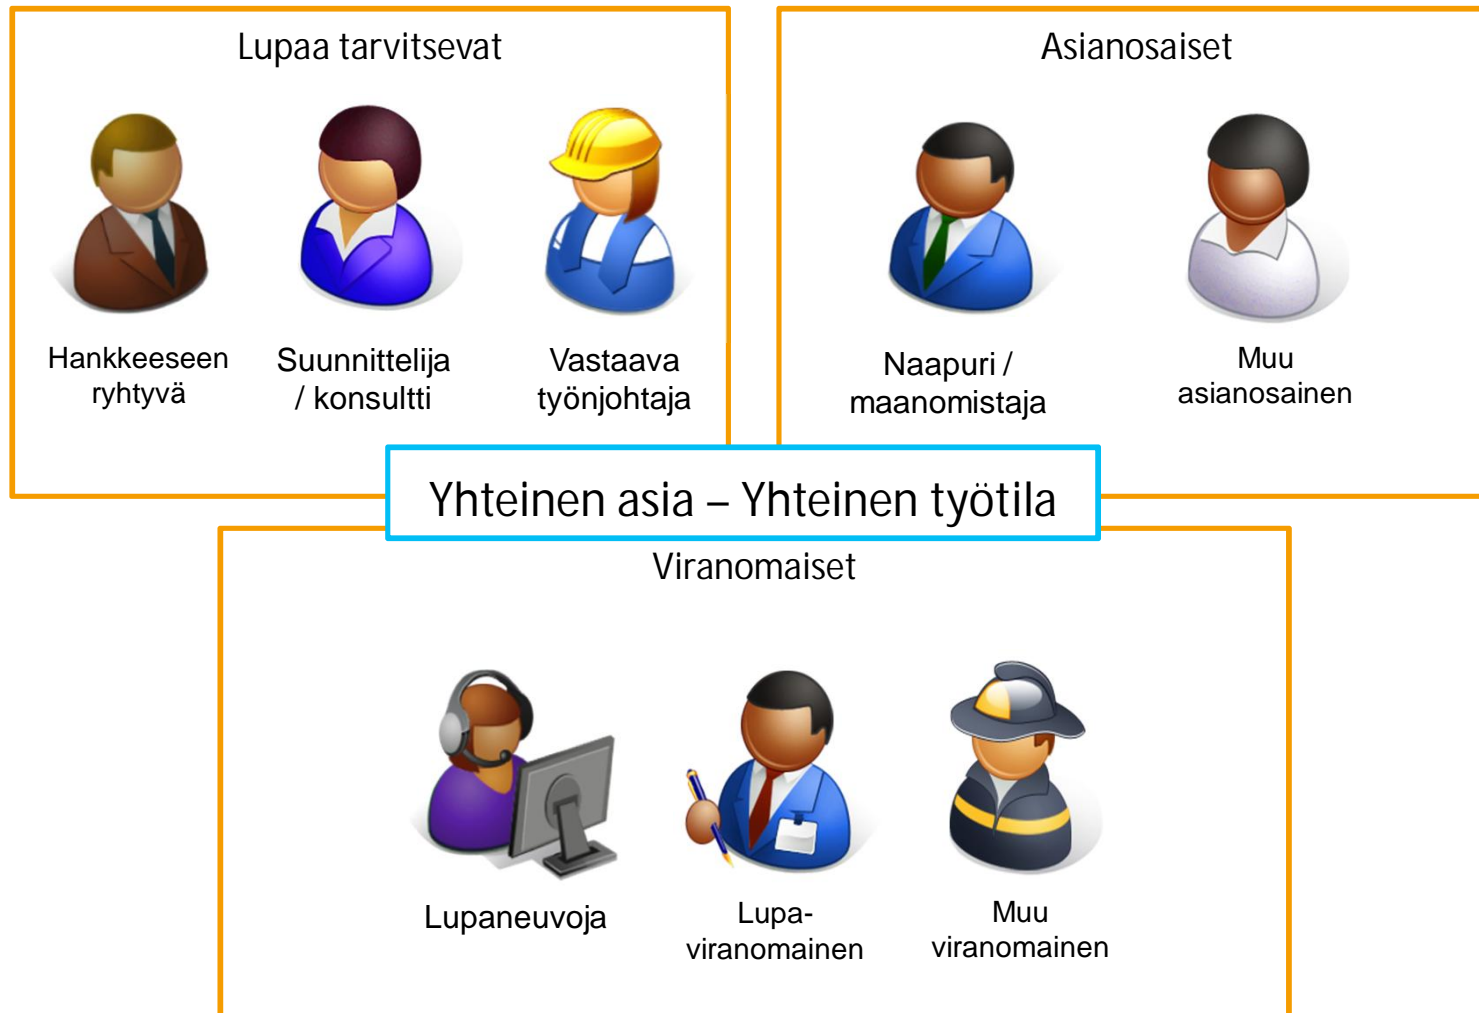 Lupaa tarvitsevat
Hankkeeseen
ryhtyvä
Suunnittelija
/ konsultti
Vastaava
työnjohtaja
Asianosaiset
Naapuri /
maanomistaja
Muu
asianosainen
Yhteinen asia – Yhteinen työtila
Viranomaiset
Lupaneuvoja
Lupa-
viranomainen
Muu
viranomainen